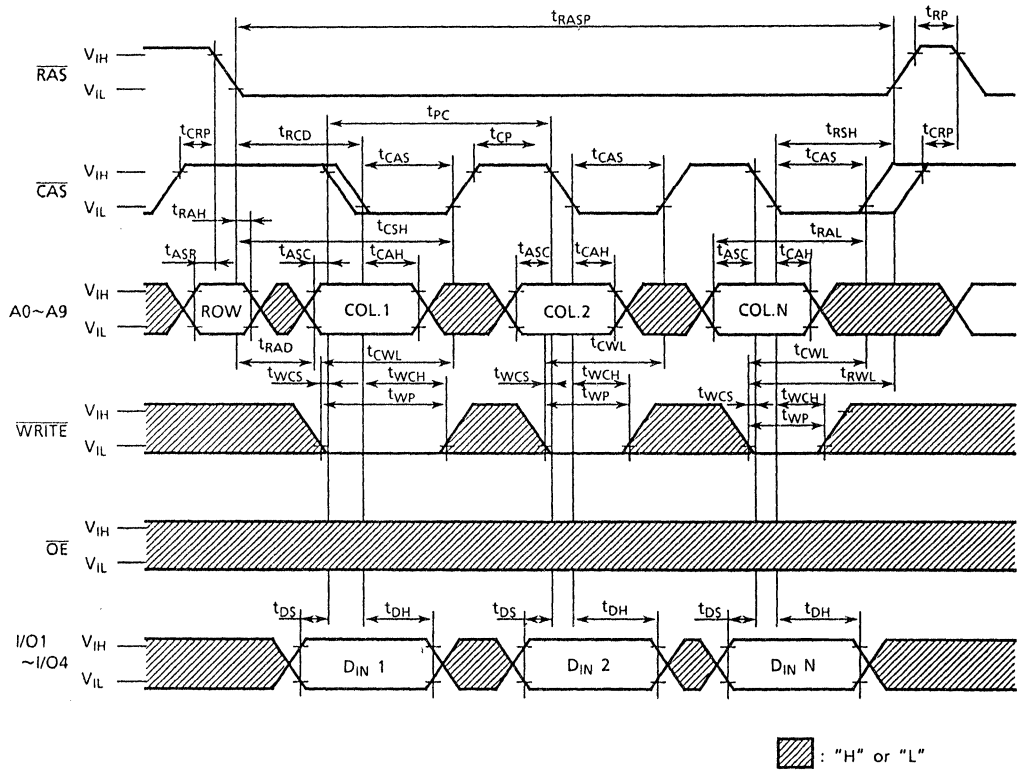 tRASP tRP
RAS VIH
VIL
tPC
tCRP tRCD tCP tRSH tCRP
tCAS tCAS tCAS
CAS VIH
VIL
tRAH tCSH tRAL
tASR tASC tCAH tASC tCAH tASC tCAH
A0~A9 VIH
VIL
ROW COL.1 COL.2 COL.N
tRAD tCWL tCWL tCWL
tWCS tWCH tWCS tWCH tRWL
tWP tWP tWCS tWCH
tWP
WRITE VIH
VIL
OE VIH
VIL
tDS tDH tDS tDH tDS tDH
I/O1 ~I/O4 VIH
VIL
DIN 1 DIN 2 DIN N
: "H" or "L"